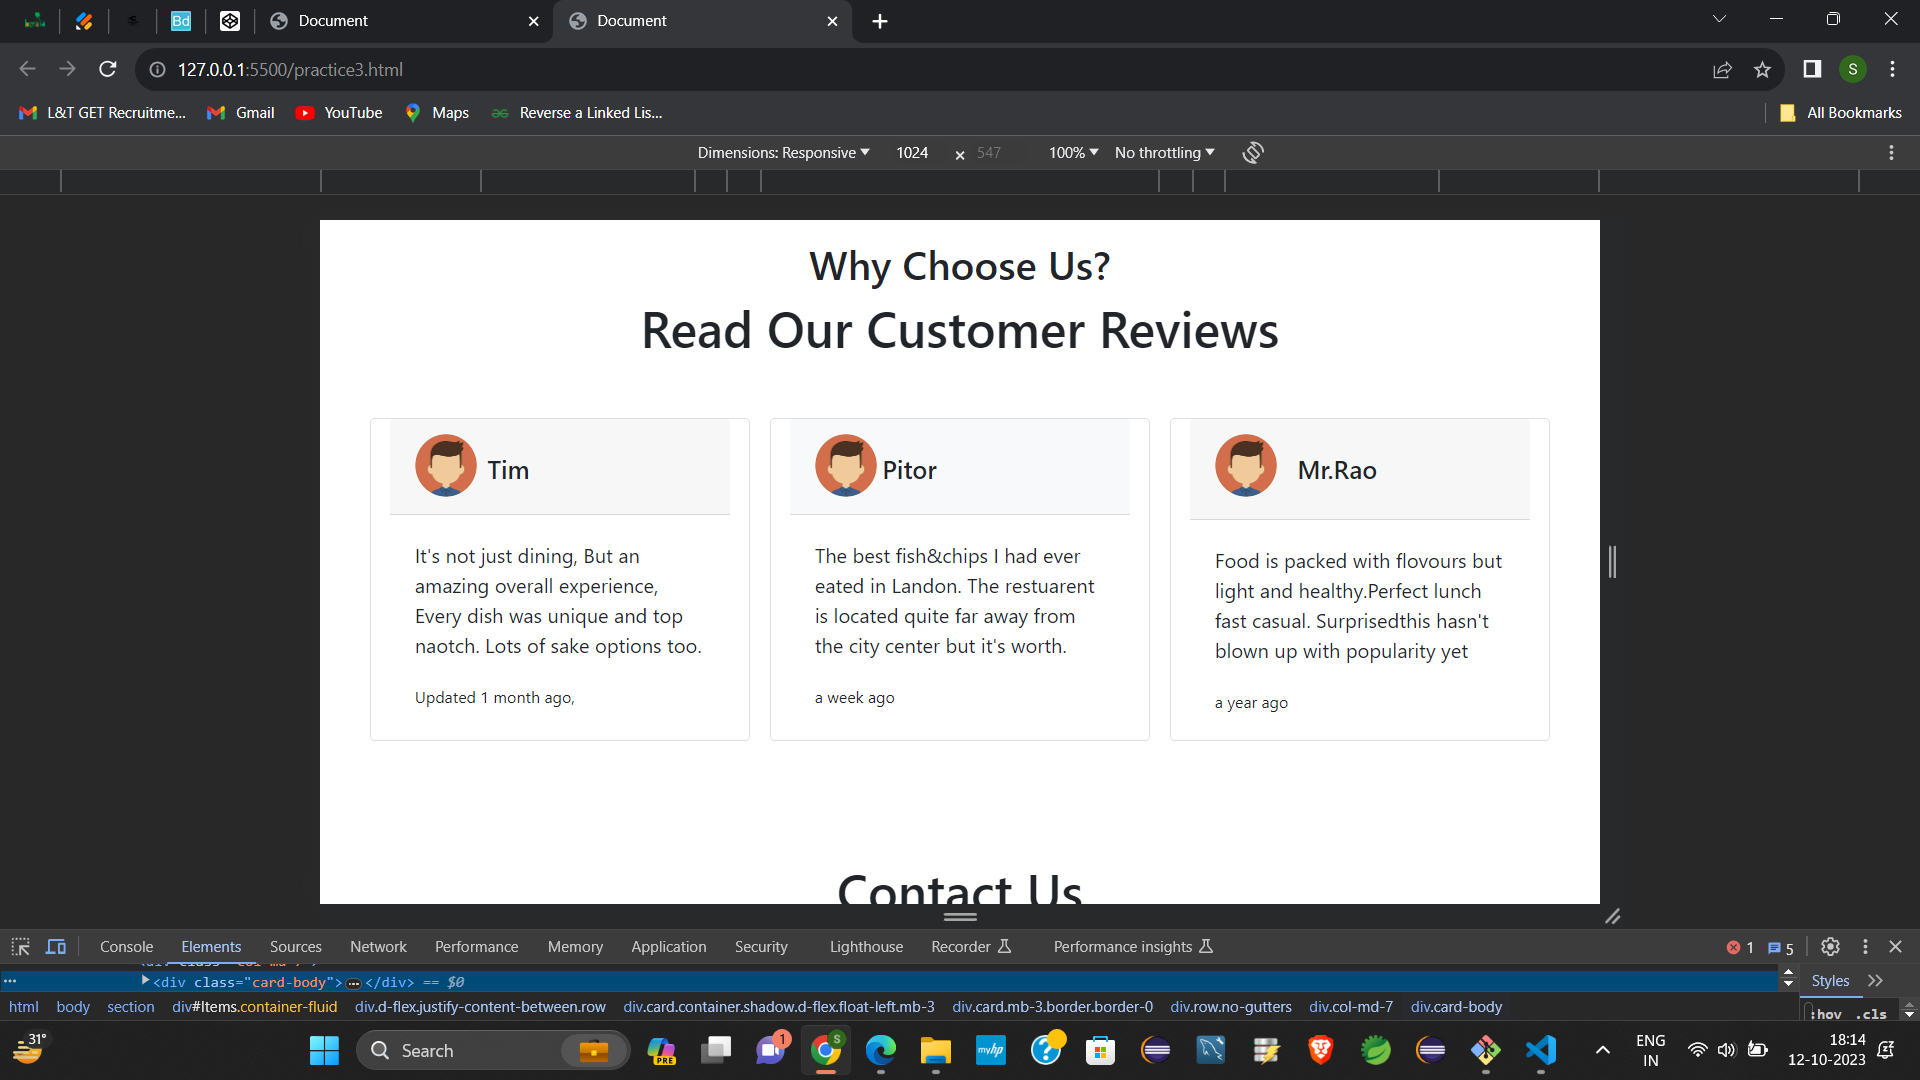 Bd
Document
Document
127.0.0.1:5500/practice3.html
S
L&T GET Recruitme...
Gmail
YouTube
Maps
Reverse a Linked Lis...
All Bookmarks
Dimensions: Responsive
1024
×
547
100%
No throttling
Why Choose Us?
Read Our Customer Reviews
Tim
It's not just dining, But an
amazing overall experience,
Every dish was unique and top
naotch. Lots of sake options too.
Updated 1 month ago,
Pitor
The best fish&chips I had ever
eated in Landon. The restuarent
is located quite far away from
the city center but it's worth.
a week ago
Mr.Rao
Food is packed with flovours but
light and healthy.Perfect lunch
fast casual. Surprisedthis hasn't
blown up with popularity yet
a year ago
Contact Us
Console
Elements
Sources
Network
Performance
Memory
Application
Security
Lighthouse
Recorder
Performance insights
1
5
<div class="card-body"> … </div> == $0
Styles
html body section div#Items.container-fluid div.d-flex.justify-content-between.row div.card.container.shadow.d-flex.float-left.mb-3 div.card.mb-3.border.border-0 div.row.no-gutters div.col-md-7 div.card-body
:hov .cls
31°
Search
PRE
1
S
myhp
ENG
IN
18:14
12-10-2023